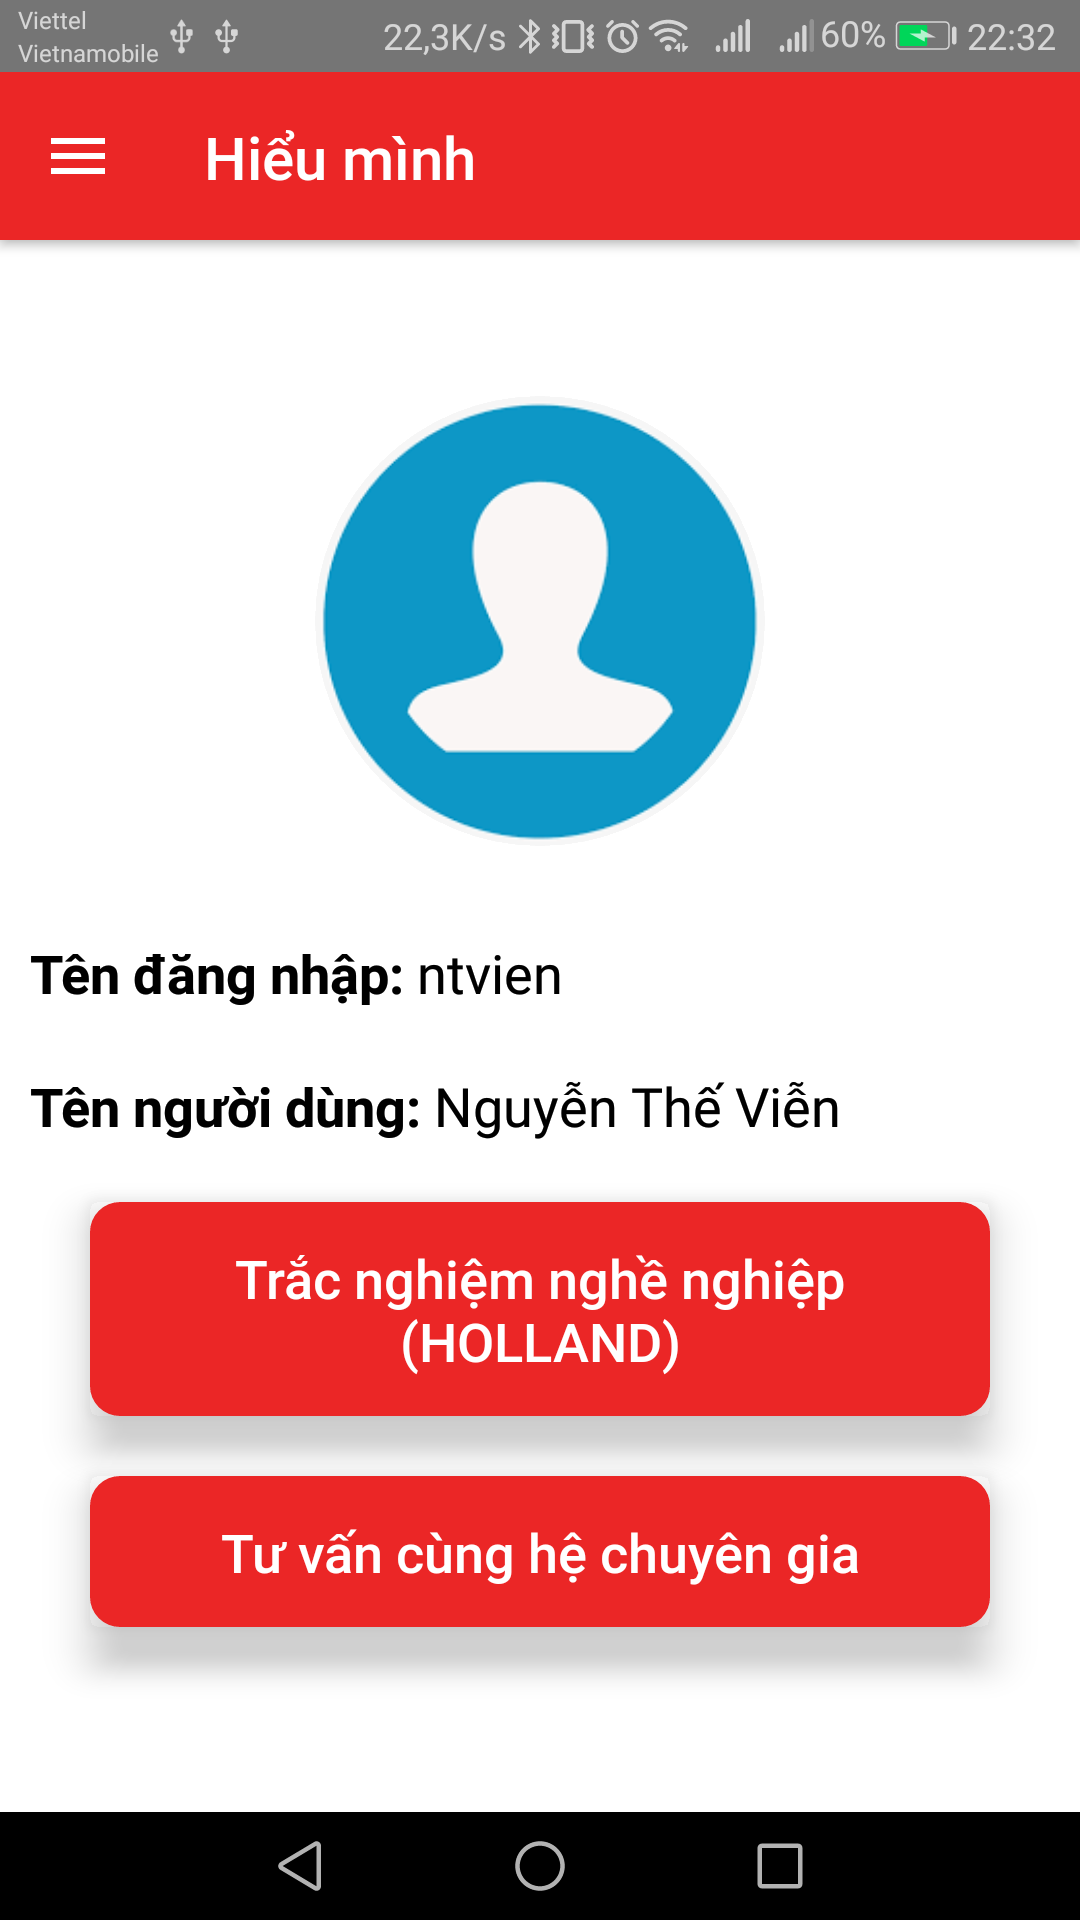 Viettel
Vietnamobile
22,3K/s 60% 22:32
Hiểu mình
Tên đăng nhập: ntvien
Tên người dùng: Nguyễn Thế Viễn
Trắc nghiệm nghề nghiệp
(HOLLAND)
Tư vấn cùng hệ chuyên gia